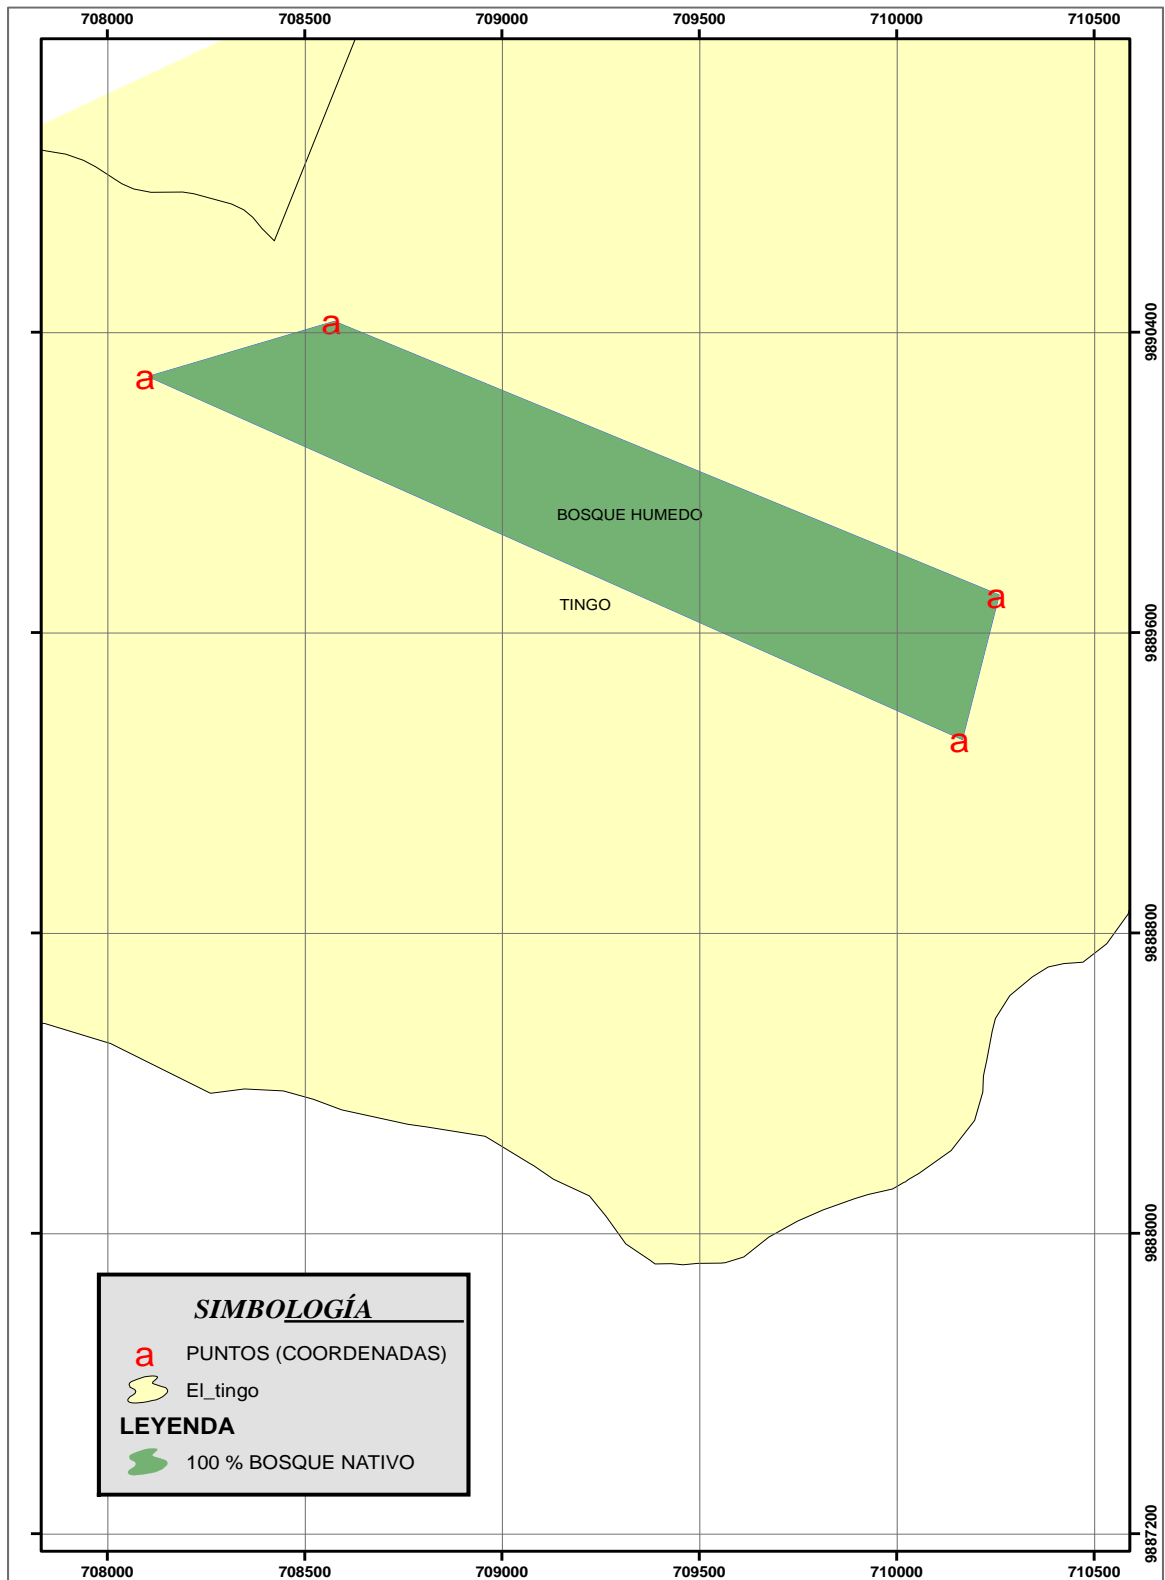 708000 708500 709000 709500 710000 710500
a
a
9890400
BOSQUE HUMEDO
a
TINGO
9889600
a
9888800
9888000
SIMBOLOGÍA
a PUNTOS (COORDENADAS)
El_tingo
LEYENDA
100 % BOSQUE NATIVO
9887200
708000 708500 709000 709500 710000 710500